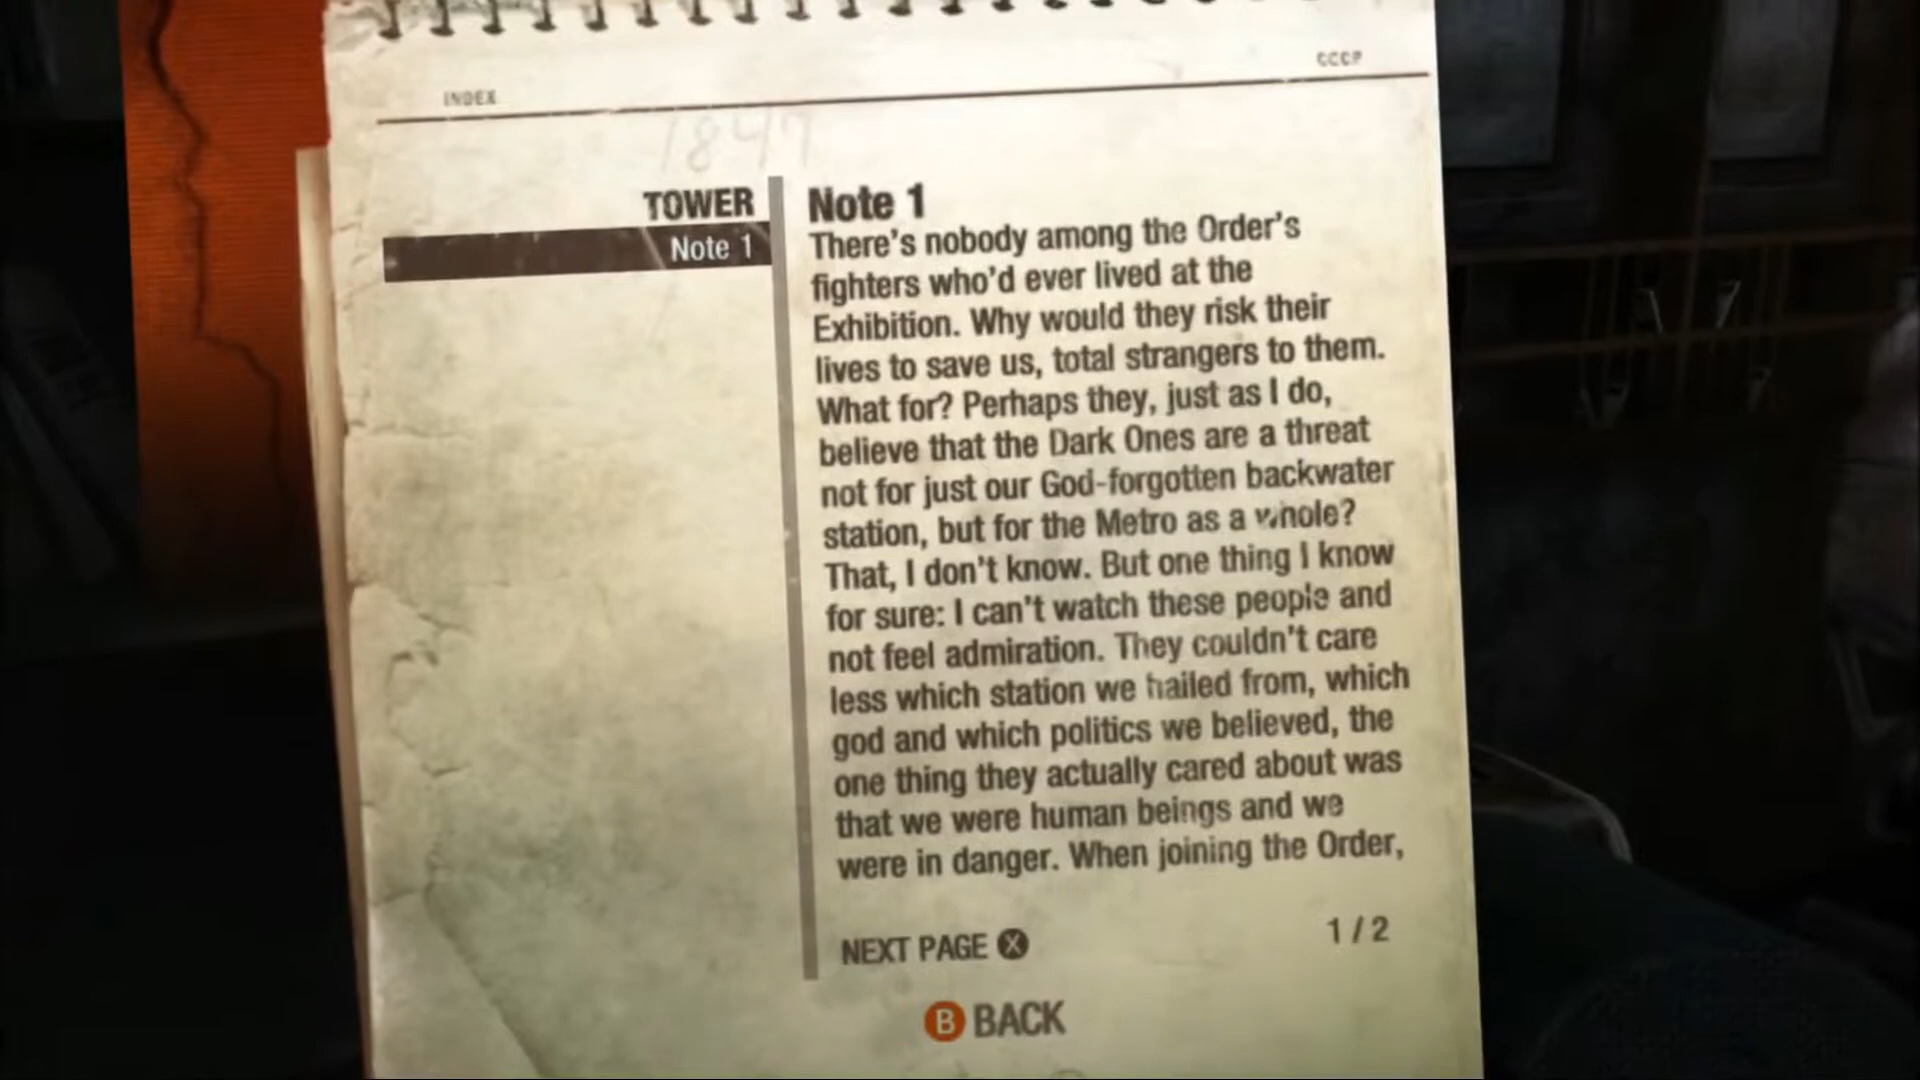 INDEX
CCCP
1847
TOWER
Note 1
Note 1
There's nobody among the Order's
fighters who'd ever lived at the
Exhibition. Why would they risk their
lives to save us, total strangers to them.
What for? Perhaps they, just as I do,
believe that the Dark Ones are a threat
not for just our God-forgotten backwater
station, but for the Metro as a whole?
That, I don't know. But one thing I know
for sure: I can't watch these people and
not feel admiration. They couldn't care
less which station we hailed from, which
god and which politics we believed, the
one thing they actually cared about was
that we were human beings and we
were in danger. When joining the Order,
NEXT PAGE X
1 / 2
B BACK